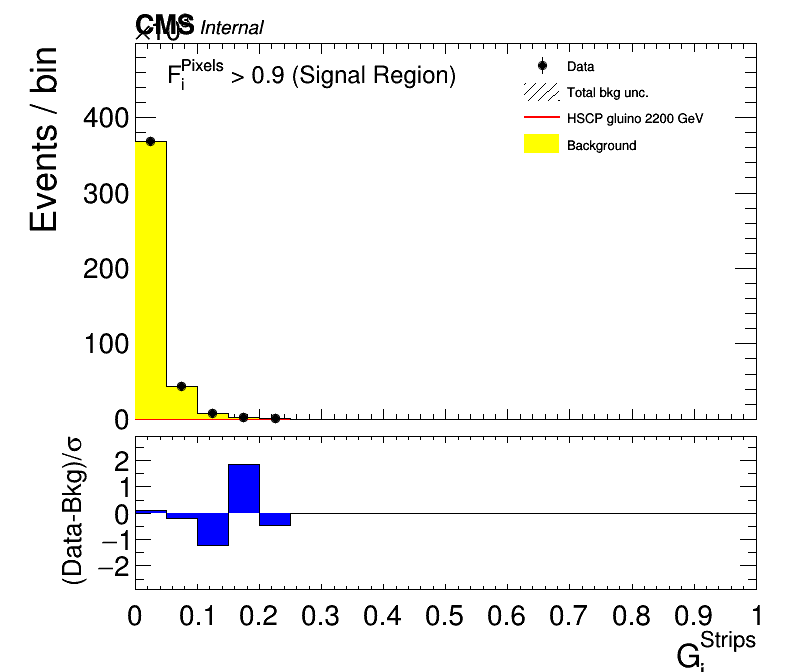 CMS Internal
×10³
F_i^Pixels > 0.9 (Signal Region)
Data
Total bkg unc.
HSCP gluino 2200 GeV
Background
Events / bin
400
300
200
100
0
(Data-Bkg)/σ
2
1
0
−1
−2
0 0.1 0.2 0.3 0.4 0.5 0.6 0.7 0.8 0.9 1
G_i^Strips